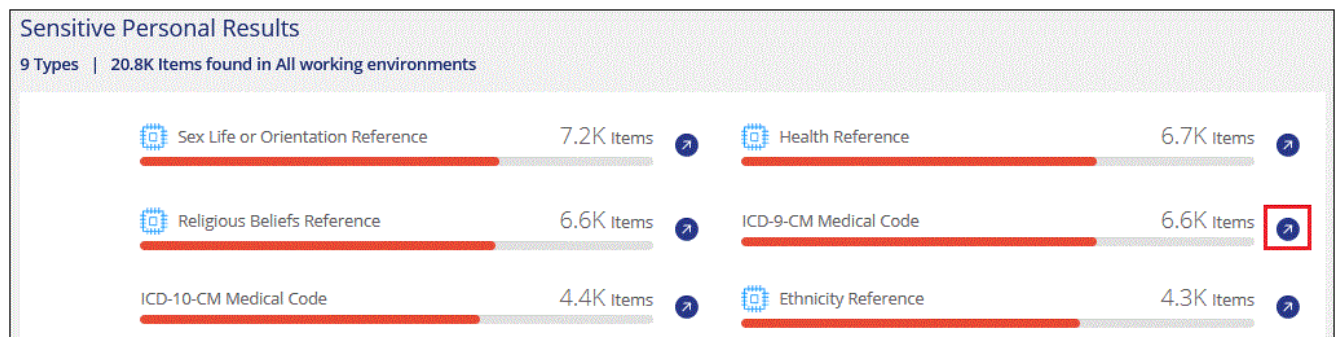 Sensitive Personal Results
9 Types | 20.8K Items found in All working environments
Sex Life or Orientation Reference 7.2K Items
Health Reference 6.7K Items
Religious Beliefs Reference 6.6K Items
ICD-9-CM Medical Code 6.6K Items
ICD-10-CM Medical Code 4.4K Items
Ethnicity Reference 4.3K Items